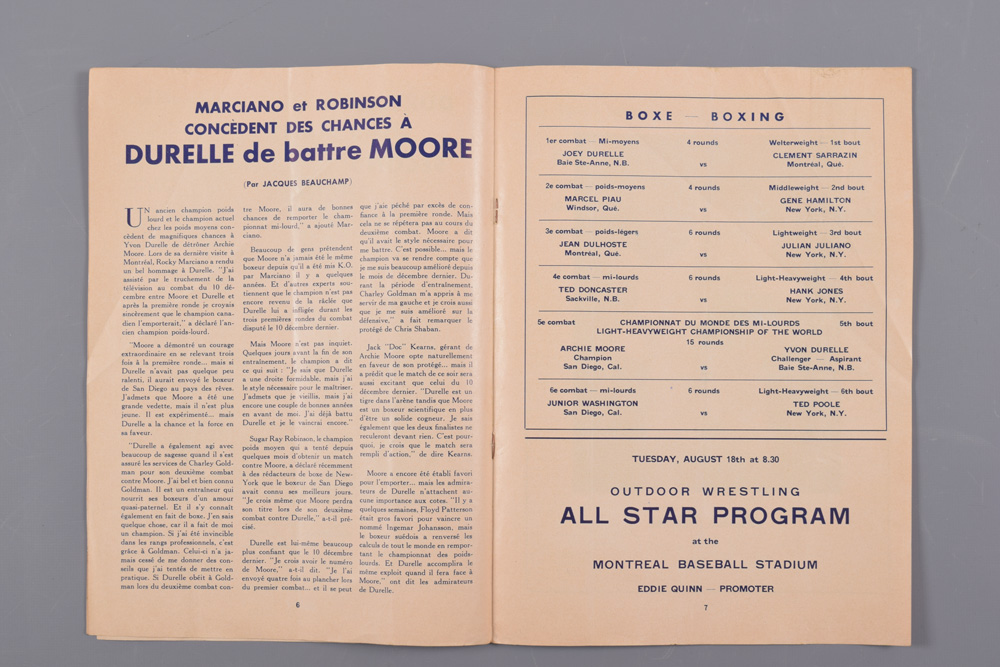 MARCIANO et ROBINSON
CONCÈDENT DES CHANCES À
DURELLE de battre MOORE
(Par JACQUES BEAUCHAMP)
UN ancien champion poids
lourd et le champion actuel
chez les poids moyens con-
cèdent de magnifiques chances à
Yvon Durelle de détrôner Archie
Moore. Lors de sa dernière visite à
Montréal, Rocky Marciano a rendu
un bel hommage à Durelle. "J'ai
assisté par le truchement de la
télévision au combat du 10 dé-
cembre entre Moore et Durelle et
après la première ronde je croyais
sincèrement que le champion cana-
dien l'emporterait," a déclaré l'an-
cien champion poids-lourd.
"Moore a démontré un courage
extraordinaire en se relevant trois
fois à la première ronde... mais si
Durelle n'avait pas quelque peu
ralenti, il aurait envoyé le boxeur
de San Diego au pays des rêves.
J'admets que Moore a été une
grande vedette, mais il n'est plus
jeune. Il est expérimenté... mais
Durelle a la chance et la force en
sa faveur.
"Durelle a également agi avec
beaucoup de sagesse quand il s'est
assuré les services de Charley Gold-
man pour son deuxième combat
contre Moore. J'ai bel et bien connu
Goldman. Il est un entraîneur qui
nourrit ses boxeurs d'un amour
quasi-paternel. Et il s'y connaît
également en fait de boxe. J'en sais
quelque chose, car il a fait de moi
un champion. Si j'ai été invincible
dans les rangs professionnels, c'est
grâce à Goldman. Celui-ci n'a ja-
mais cessé de me donner des con-
seils que j'ai tentés de mettre en
pratique. Si Durelle obéit à Gold-
man lors du deuxième combat con-
tre Moore, il aura de bonnes
chances de remporter le cham-
pionnat mi-lourd," a ajouté Mar-
ciano.
Beaucoup de gens prétendent
que Moore n'a jamais été le même
boxeur depuis qu'il a été mis K.O.
par Marciano il y a quelques
années. Et d'autres experts sou-
tiennent que le champion n'est pas
encore revenu de la râclée que
Durelle lui a infligée durant les
trois premières rondes du combat
disputé le 10 décembre dernier.
Mais Moore n'est pas inquiet.
Quelques jours avant la fin de son
entraînement, le champion a dit
ce qui suit : "Je sais que Durelle
a une droite formidable, mais j'ai
le style nécessaire pour le maîtriser.
J'admets que je vieillis, mais j'ai
encore une couple de bonnes années
en avant de moi. J'ai déjà battu
Durelle et je le vaincrai encore."
Sugar Ray Robinson, le champion
poids moyen qui a tenté depuis
quelques mois d'obtenir un match
contre Moore, a déclaré récemment
à des rédacteurs de boxe de New-
York que le boxeur de San Diego
avait connu ses meilleurs jours.
"Je crois même que Moore perdra
son titre lors de son deuxième
combat contre Durelle," a-t-il pré-
cisé.
Durelle est lui-même beaucoup
plus confiant que le 10 décembre
dernier. "Je crois avoir le numéro
de Moore," a-t-il dit. "Je l'ai
envoyé quatre fois au plancher lors
du premier combat... et il se peut
que j'aie péché par excès de con-
fiance à la première ronde. Mais
cela ne se répètera pas au cours du
deuxième combat. Moore a dit
qu'il avait le style nécessaire pour
me battre. C'est possible... mais le
champion va se rendre compte que
je me suis beaucoup amélioré depuis
le mois de décembre dernier. Du-
rant la période d'entraînement,
Charley Goldman m'a appris à me
servir de ma gauche et je crois aussi
que je me suis amélioré sur la
défensive," a fait remarquer le
protégé de Chris Shaban.
Jack "Doc" Kearns, gérant de
Archie Moore opte naturellement
en faveur de son protégé... mais il
a prédit que le match de ce soir sera
aussi excitant que celui du 10
décembre dernier. "Durelle est un
tigre dans l'arène tandis que Moore
est un boxeur scientifique en plus
d'être un solide cogneur. Je sais
également que les deux finalistes ne
reculeront devant rien. C'est pour-
quoi, je crois que le match sera
rempli d'action," de dire Kearns.
Moore a encore été établi favori
pour l'emporter... mais les admira-
teurs de Durelle n'attachent au-
cune importance aux cotes. "Il y a
quelques semaines, Floyd Patterson
était gros favori pour vaincre un
nommé Ingemar Johansson, mais
le boxeur suédois a renversé les
calculs de tout le monde en rempor-
tant le championnat des poids-
lourds. Et Durelle accomplira le
même exploit quand il fera face à
Moore," ont dit les admirateurs
de Durelle.
6
BOXE — BOXING
1er combat — Mi-moyens 4 rounds Welterweight — 1st bout
JOEY DURELLE CLEMENT SARRAZIN
Baie Ste-Anne, N.B. vs Montréal, Qué.
2e combat — poids-moyens 4 rounds Middleweight — 2nd bout
MARCEL PIAU GENE HAMILTON
Windsor, Qué. vs New York, N.Y.
3e combat — poids-légers 6 rounds Lightweight — 3rd bout
JEAN DULHOSTE JULIAN JULIANO
Montréal, Qué. vs New York, N.Y.
4e combat — mi-lourds 6 rounds Light-Heavyweight — 4th bout
TED DONCASTER HANK JONES
Sackville, N.B. vs New York, N.Y.
5e combat CHAMPIONNAT DU MONDE DES MI-LOURDS 5th bout
LIGHT-HEAVYWEIGHT CHAMPIONSHIP OF THE WORLD
15 rounds
ARCHIE MOORE YVON DURELLE
Champion vs Challenger — Aspirant
San Diego, Cal. Baie Ste-Anne, N.B.
6e combat — mi-lourds 6 rounds Light-Heavyweight — 6th bout
JUNIOR WASHINGTON TED POOLE
San Diego, Cal. vs New York, N.Y.
TUESDAY, AUGUST 18th at 8.30
OUTDOOR WRESTLING
ALL STAR PROGRAM
at the
MONTREAL BASEBALL STADIUM
EDDIE QUINN — PROMOTER
7